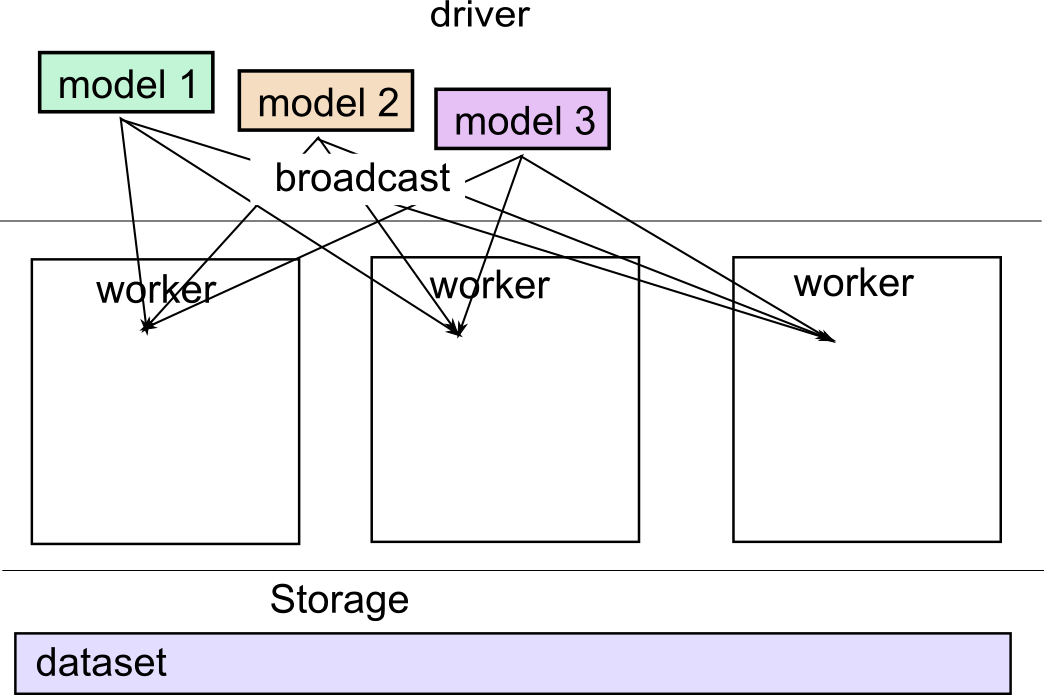 driver
model 1
model 2
model 3
broadcast
worker
worker
worker
Storage
dataset